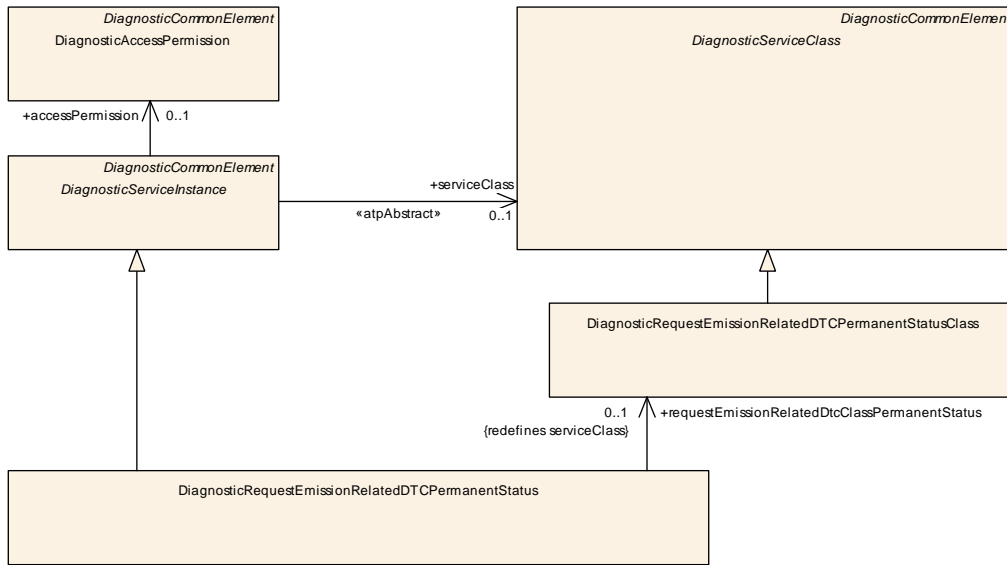 DiagnosticCommonElement
DiagnosticAccessPermission
DiagnosticCommonElemen
DiagnosticServiceClass
+accessPermission
0..1
DiagnosticCommonElement
DiagnosticServiceInstance
+serviceClass
«atpAbstract»
0..1
DiagnosticRequestEmissionRelatedDTCPermanentStatusClass
0..1
+requestEmissionRelatedDtcClassPermanentStatus
{redefines serviceClass}
DiagnosticRequestEmissionRelatedDTCPermanentStatus